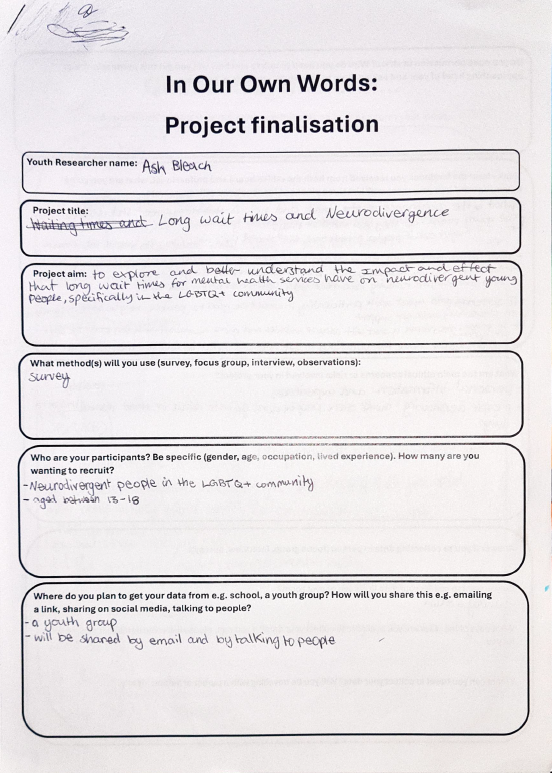 In Our Own Words:
Project finalisation
Youth Researcher name: Ash Bleach
Project title:
Waiting times and Long wait times and Neurodivergence
Project aim: to explore and better understand the impact and effect
that long wait times for mental health services have on neurodivergent young
people, specifically in the LGBTQ+ community
What method(s) will you use (survey, focus group, interview, observations):
survey
Who are your participants? Be specific (gender, age, occupation, lived experience). How many are you
wanting to recruit?
- Neurodivergent people in the LGBTQ+ community
- aged between 13-18
Where do you plan to get your data from e.g. school, a youth group? How will you share this e.g. emailing
a link, sharing on social media, talking to people?
- a youth group
- will be shared by email and by talking to people